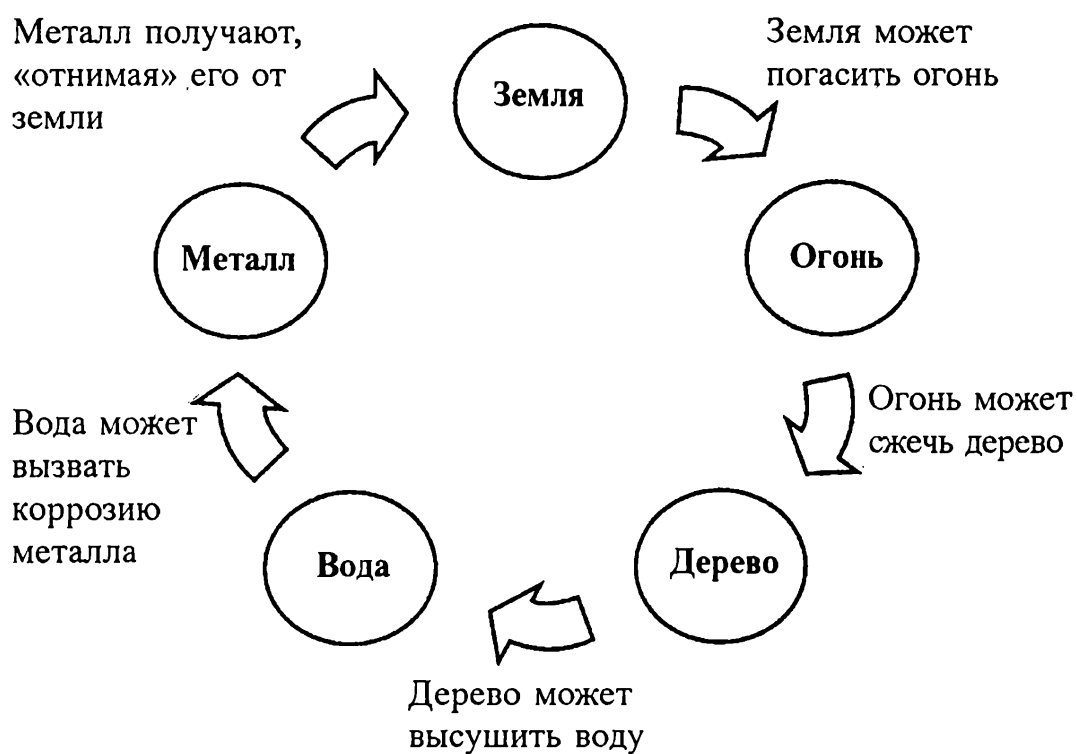 Металл получают,
«отнимая» его от
земли
Земля
Земля может
погасить огонь
Металл
Огонь
Вода может
вызвать
коррозию
металла
Огонь может
сжечь дерево
Вода
Дерево
Дерево может
высушить воду